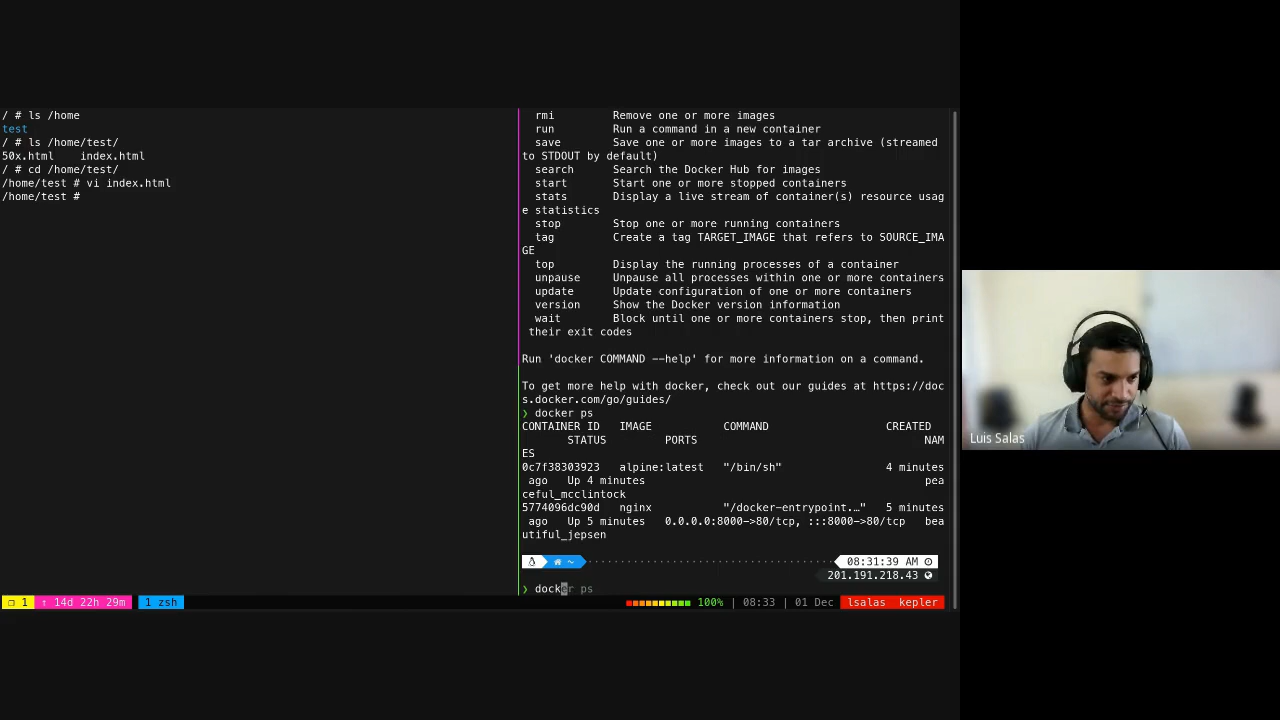 / # ls /home
test
/ # ls /home/test/
50x.html    index.html
/ # cd /home/test/
/home/test # vi index.html
/home/test #
  rmi         Remove one or more images
  run         Run a command in a new container
  save        Save one or more images to a tar archive (streamed
to STDOUT by default)
  search      Search the Docker Hub for images
  start       Start one or more stopped containers
  stats       Display a live stream of container(s) resource usag
e statistics
  stop        Stop one or more running containers
  tag         Create a tag TARGET_IMAGE that refers to SOURCE_IMA
GE
  top         Display the running processes of a container
  unpause     Unpause all processes within one or more containers
  update      Update configuration of one or more containers
  version     Show the Docker version information
  wait        Block until one or more containers stop, then print
 their exit codes
Run 'docker COMMAND --help' for more information on a command.
To get more help with docker, check out our guides at https://doc
s.docker.com/go/guides/
❯ docker ps
CONTAINER ID   IMAGE           COMMAND                  CREATED
       STATUS         PORTS                                   NAM
ES
0c7f38303923   alpine:latest   "/bin/sh"                4 minutes
 ago   Up 4 minutes                                           pea
ceful_mcclintock
5774096dc90d   nginx           "/docker-entrypoint.…"   5 minutes
 ago   Up 5 minutes   0.0.0.0:8000->80/tcp, :::8000->80/tcp   bea
utiful_jepsen
~ 08:31:39 AM
201.191.218.43
❯ docker ps
1 ↑ 14d 22h 29m 1 zsh 100% | 08:33 | 01 Dec lsalas kepler
Luis Salas